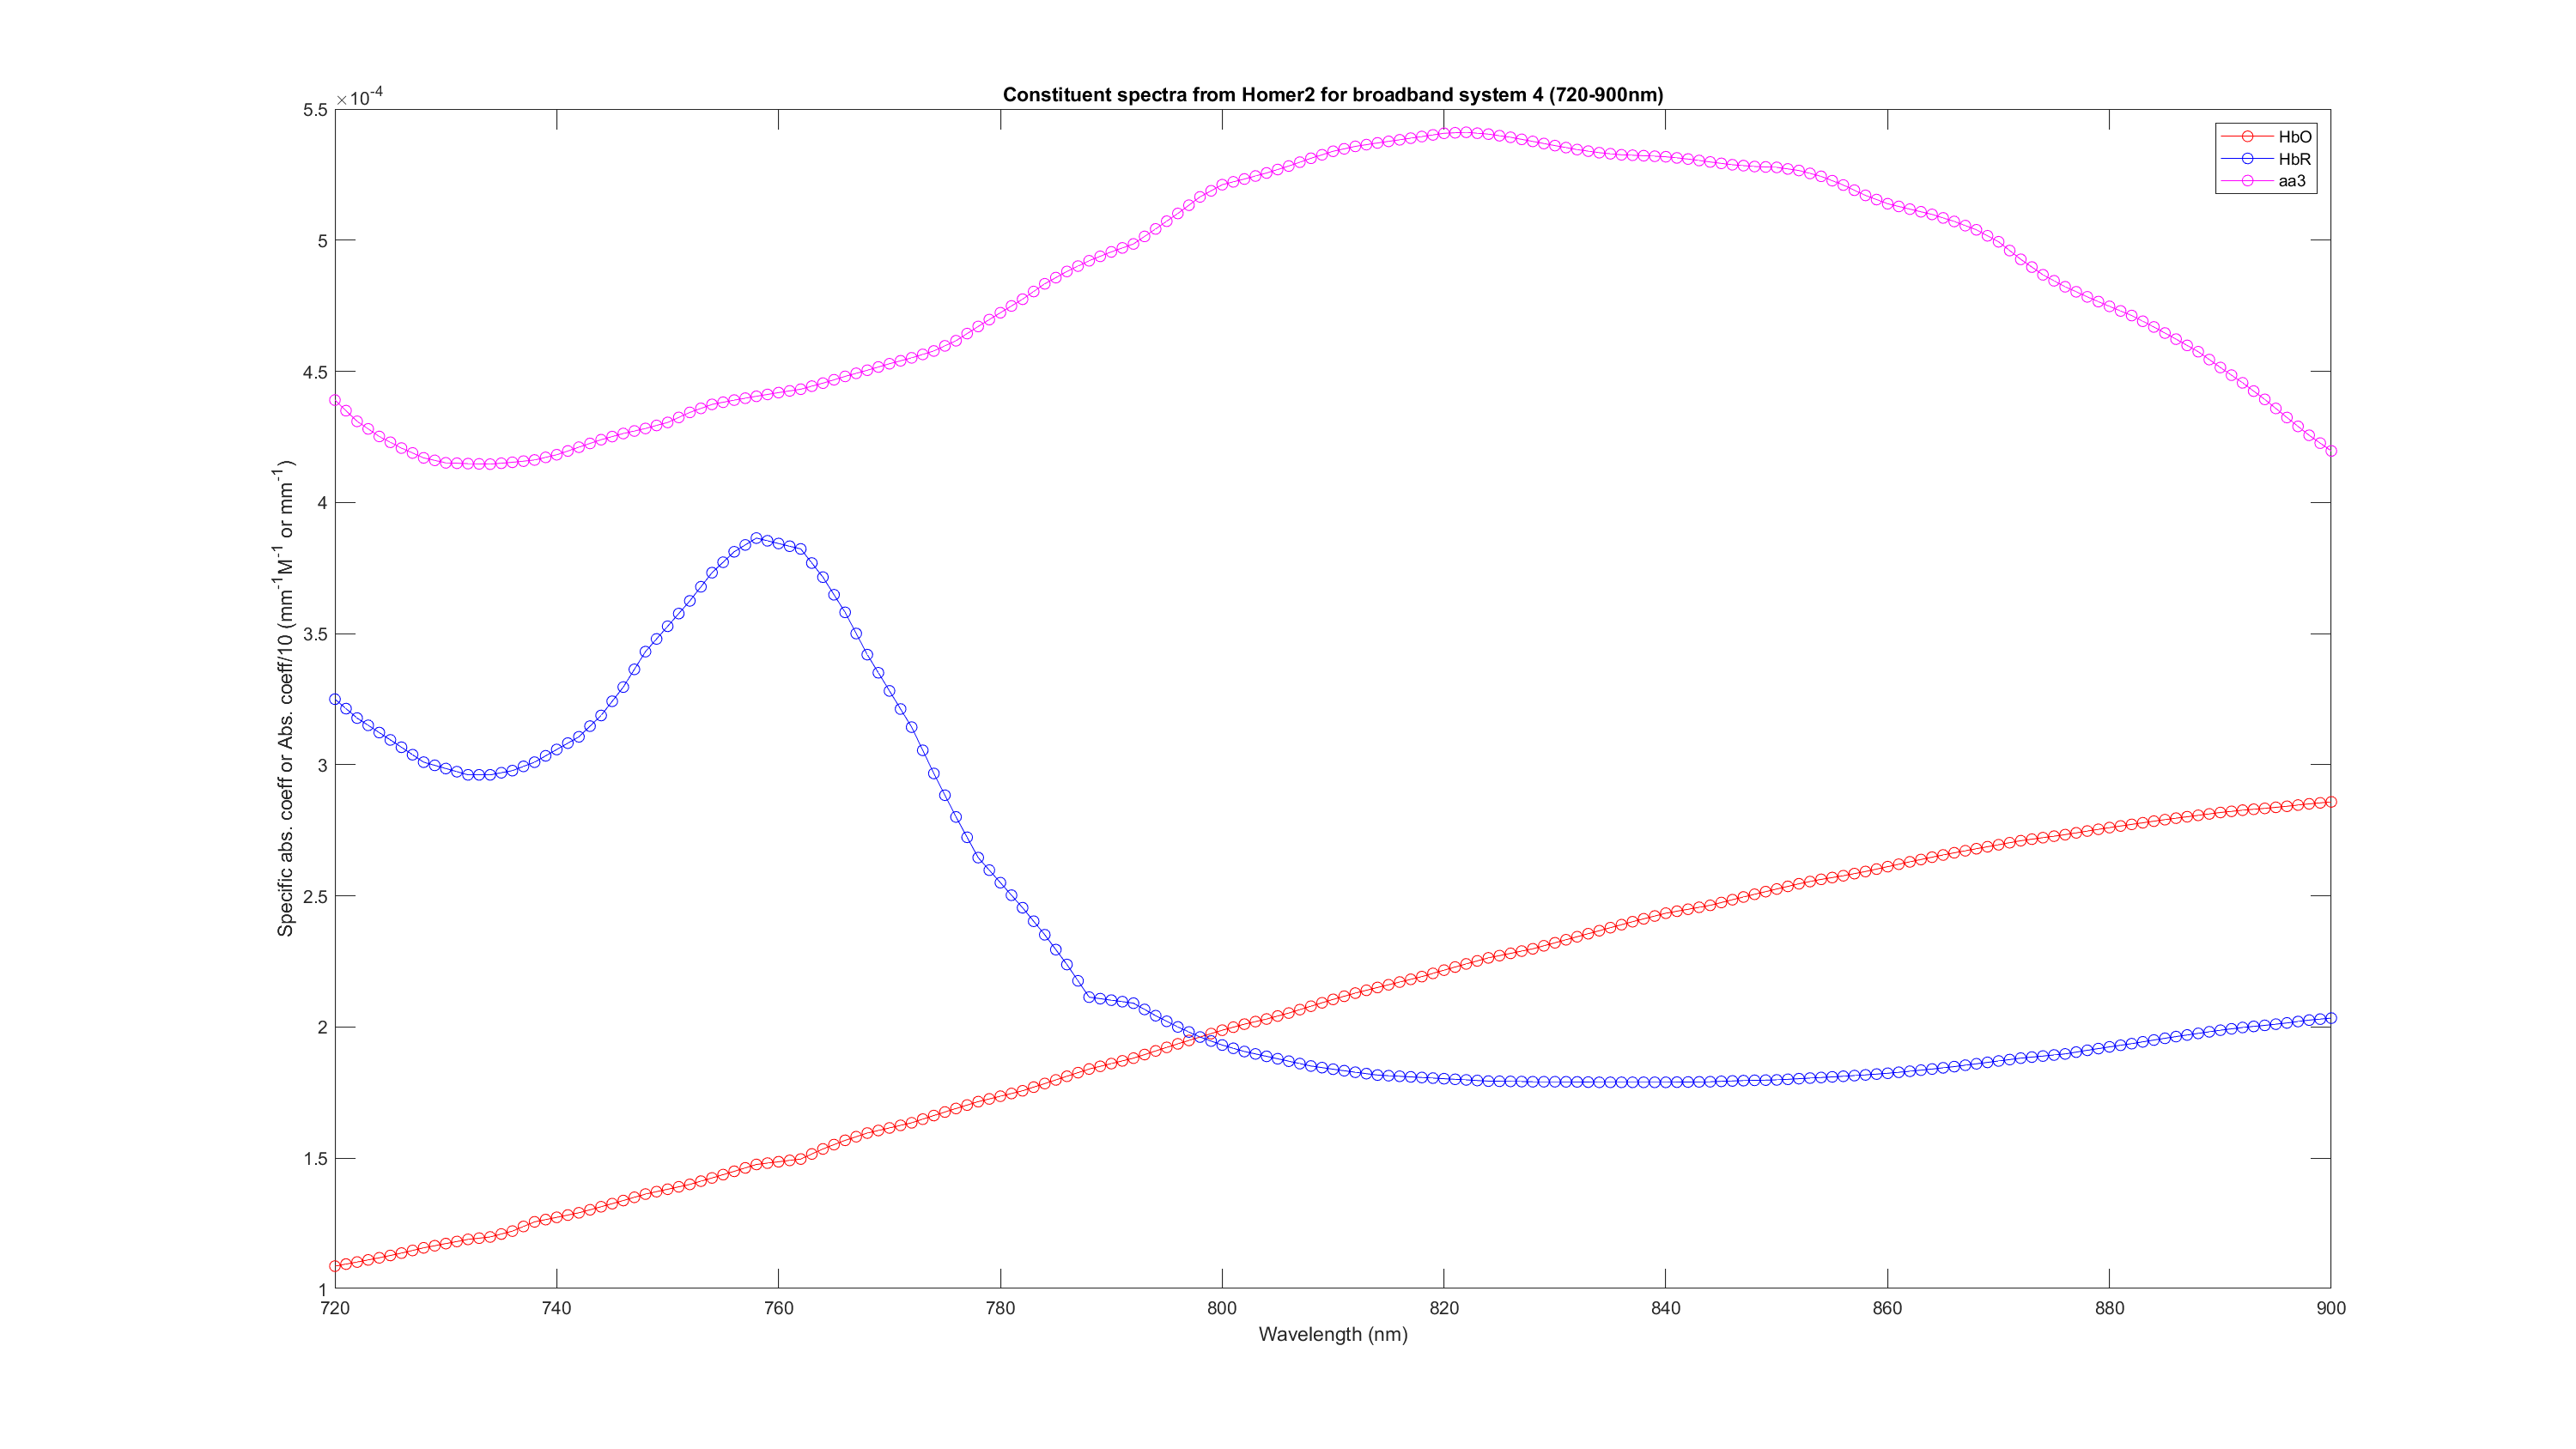 Constituent spectra from Homer2 for broadband system 4 (720-900nm)
×10⁻⁴
5.5
5
4.5
4
3.5
3
2.5
2
1.5
1
Specific abs. coeff or Abs. coeff/10 (mm⁻¹M⁻¹ or mm⁻¹)
HbO
HbR
aa3
720 740 760 780 800 820 840 860 880 900
Wavelength (nm)